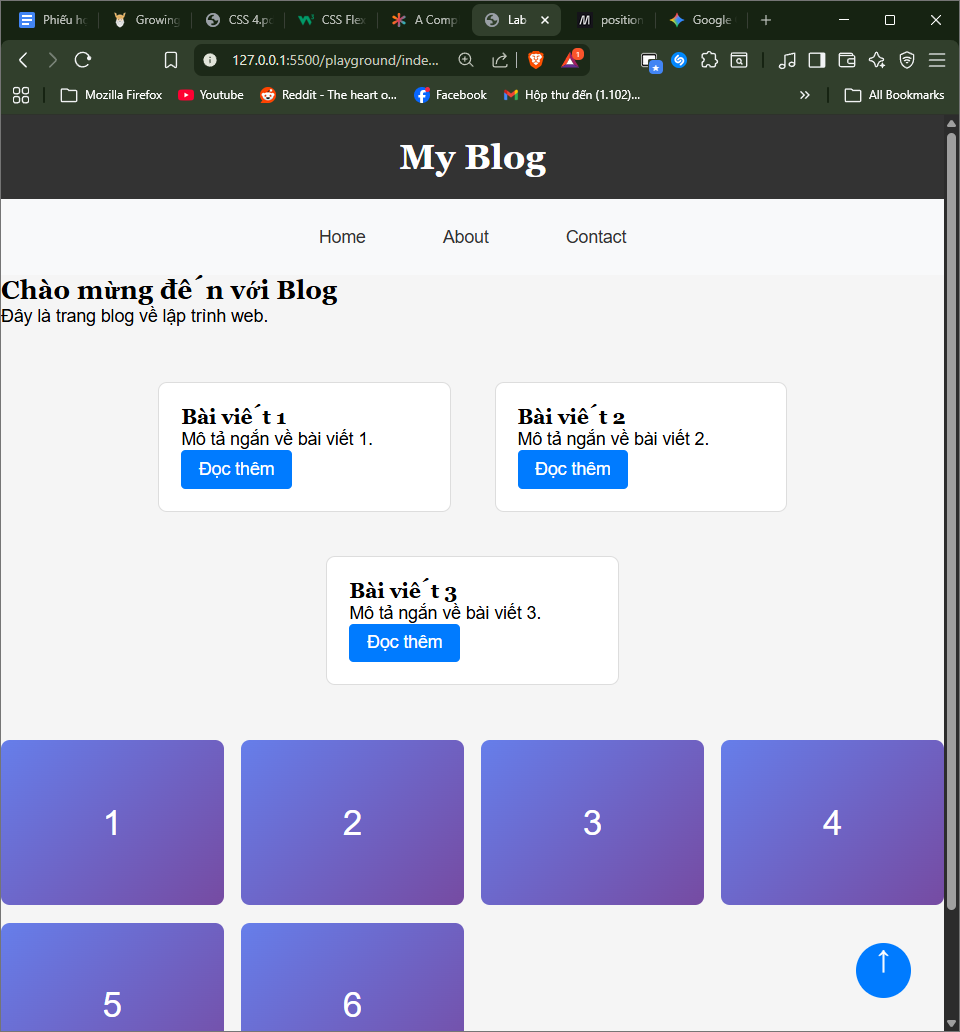 Phiếu h
Growing
CSS 4.p
CSS Flex
A Comp
Lab
position
Google
127.0.0.1:5500/playground/inde...
1
Mozilla Firefox
Youtube
Reddit - The heart o...
Facebook
Hộp thư đến (1.102)...
All Bookmarks
My Blog
Home
About
Contact
Chào mừng đến với Blog
Đây là trang blog về lập trình web.
Bài viết 1
Mô tả ngắn về bài viết 1.
Đọc thêm
Bài viết 2
Mô tả ngắn về bài viết 2.
Đọc thêm
Bài viết 3
Mô tả ngắn về bài viết 3.
Đọc thêm
1
2
3
4
5
6
↑